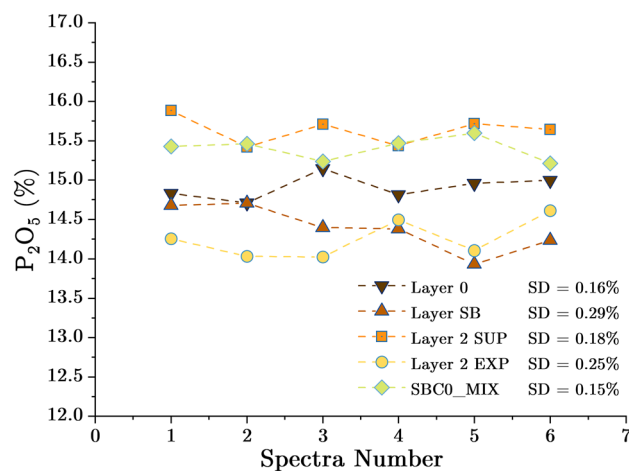 17.0
16.5
16.0
15.5
15.0
14.5
14.0
13.5
13.0
12.5
12.0
P₂O₅ (%)
Layer 0 SD = 0.16%
Layer SB SD = 0.29%
Layer 2 SUP SD = 0.18%
Layer 2 EXP SD = 0.25%
SBC0_MIX SD = 0.15%
0 1 2 3 4 5 6 7
Spectra Number